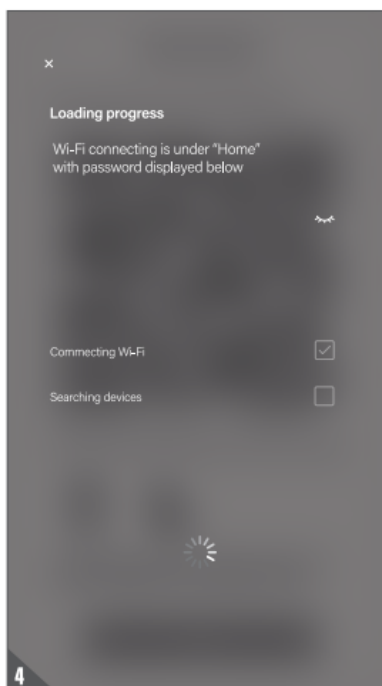 ×
Loading progress
Wi-Fi connecting is under "Home"
with password displayed below
Commecting Wi-Fi
Searching devices
4